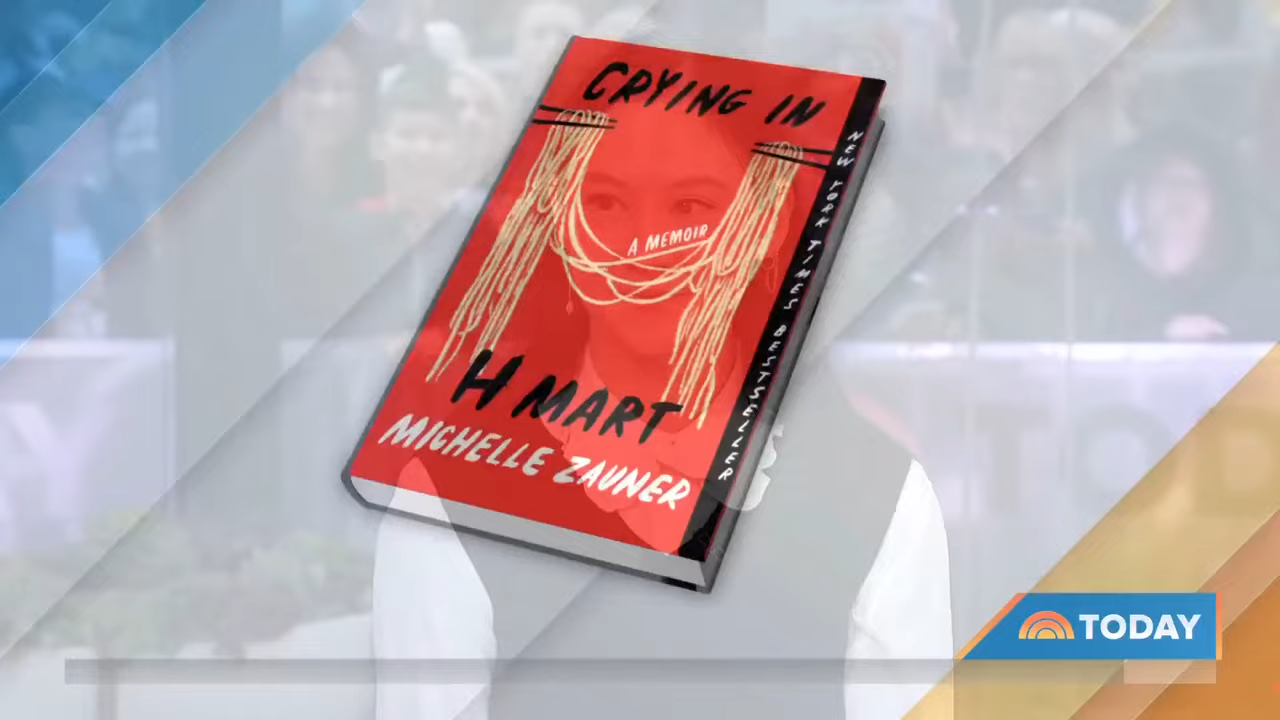 CRYING IN
A MEMOIR
H MART
MICHELLE ZAUNER
NEW YORK TIMES BESTSELLER
TODAY